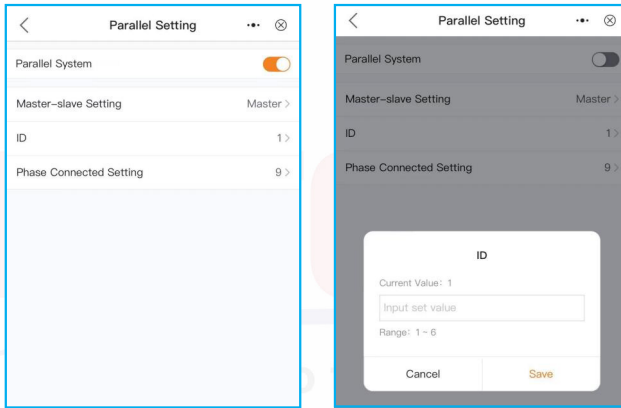 Parallel Setting
Parallel System
Master-slave Setting Master >
ID 1 >
Phase Connected Setting 9 >
Parallel Setting
Parallel System
Master-slave Setting Master >
ID 1 >
Phase Connected Setting 9 >
ID
Current Value: 1
Input set value
Range: 1 ~ 6
Cancel Save